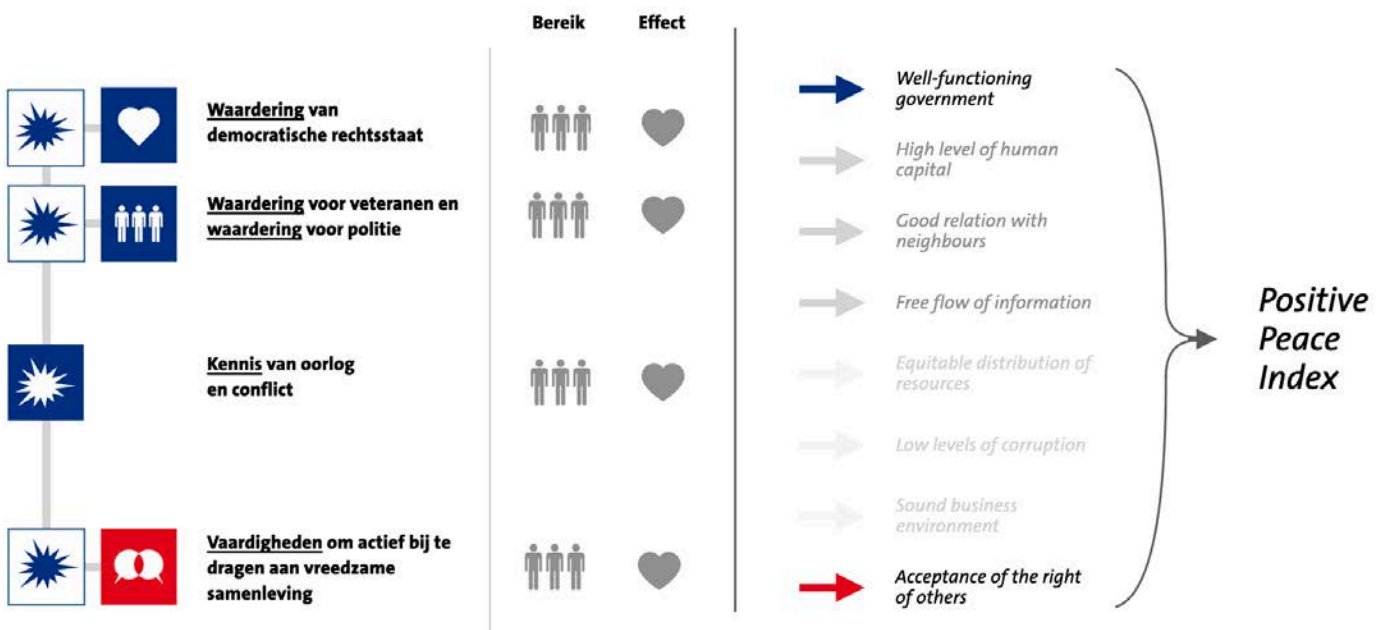 Bereik
Effect
Waardering van
democratische rechtsstaat
Waardering voor veteranen en
waardering voor politie
Kennis van oorlog
en conflict
Vaardigheden om actief bij te
dragen aan vreedzame
samenleving
Well-functioning
government
High level of human
capital
Good relation with
neighbours
Free flow of information
Equitable distribution of
resources
Low levels of corruption
Sound business
environment
Acceptance of the right
of others
Positive
Peace
Index